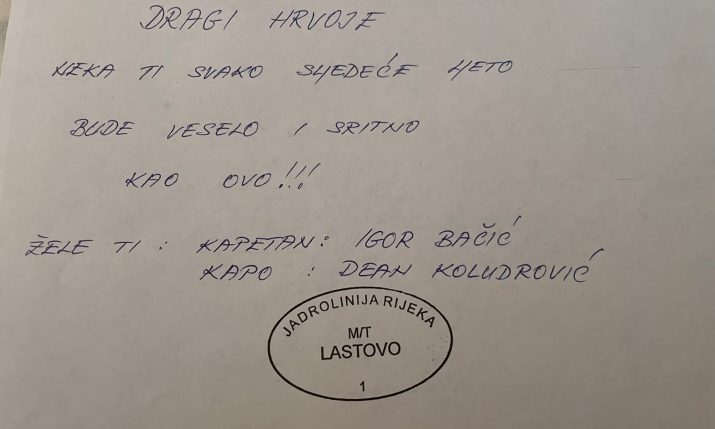 DRAGI HRVOJE
NEKA TI SVAKO SLJEDEĆE LJETO
BUDE VESELO I SRITNO
KAO OVO!!!
ŽELE TI : KAPETAN: IGOR BAČIĆ
KAPO : DEAN KOLUDROVIĆ
JADROLINIJA RIJEKA
M/T
LASTOVO
1